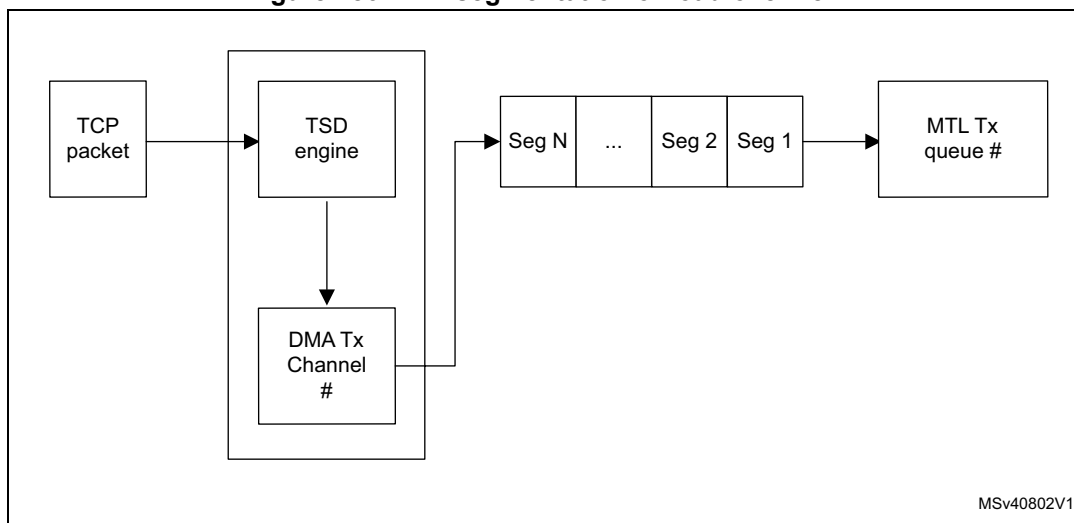 TCP
packet
TSD
engine
DMA Tx
Channel
#
Seg N
...
Seg 2
Seg 1
MTL Tx
queue #
MSv40802V1